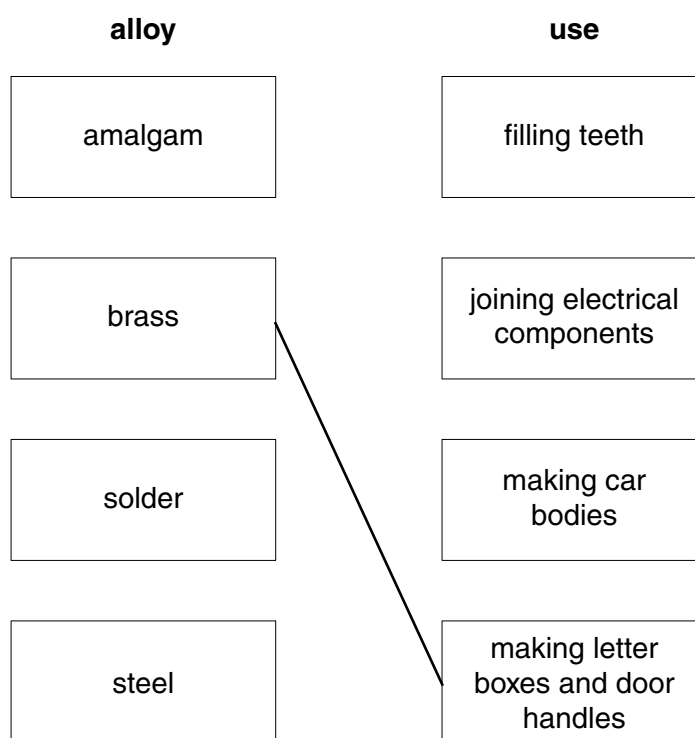 alloy
use
amalgam
filling teeth
brass
joining electrical
components
solder
making car
bodies
steel
making letter
boxes and door
handles